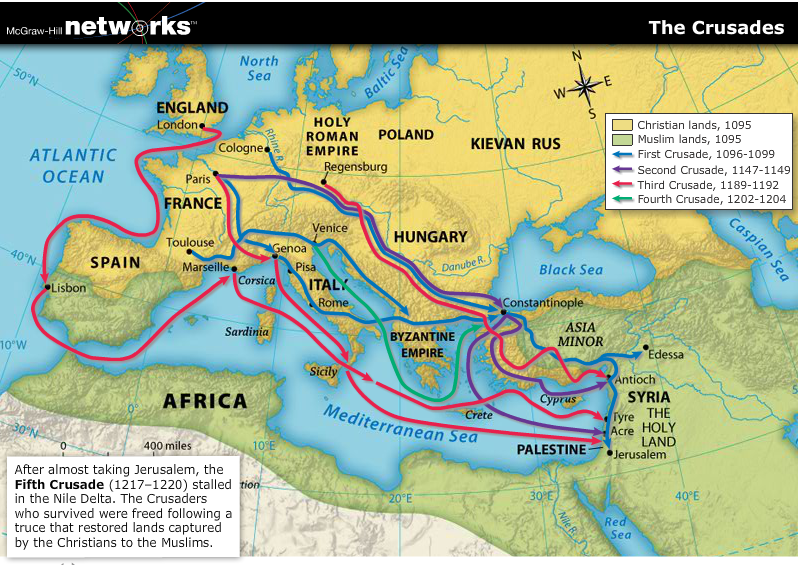 McGraw-Hill networks™
The Crusades
50°N
North
Sea
Baltic Sea
N
W
E
S
ENGLAND
London
HOLY
ROMAN
EMPIRE
POLAND
KIEVAN RUS
Christian lands, 1095
Muslim lands, 1095
First Crusade, 1096-1099
Second Crusade, 1147-1149
Third Crusade, 1189-1192
Fourth Crusade, 1202-1204
ATLANTIC
OCEAN
Cologne
Rhine R.
Regensburg
Paris
FRANCE
40°N
Toulouse
Venice
HUNGARY
Genoa
Danube R.
Black Sea
Caspian Sea
SPAIN
Marseille
Corsica
Pisa
ITALY
Rome
Lisbon
Constantinople
10°W
Sardinia
BYZANTINE
EMPIRE
ASIA
MINOR
Edessa
Sicily
Antioch
Cyprus
SYRIA
AFRICA
0°
Mediterranean Sea
Crete
Tyre
THE
HOLY
LAND
Acre
30°N
0
400 miles
10°E
PALESTINE
Jerusalem
After almost taking Jerusalem, the
Fifth Crusade (1217–1220) stalled
in the Nile Delta. The Crusaders
who survived were freed following a
truce that restored lands captured
by the Christians to the Muslims.
20°E
30°E
40°E
Nile R.
Red
Sea